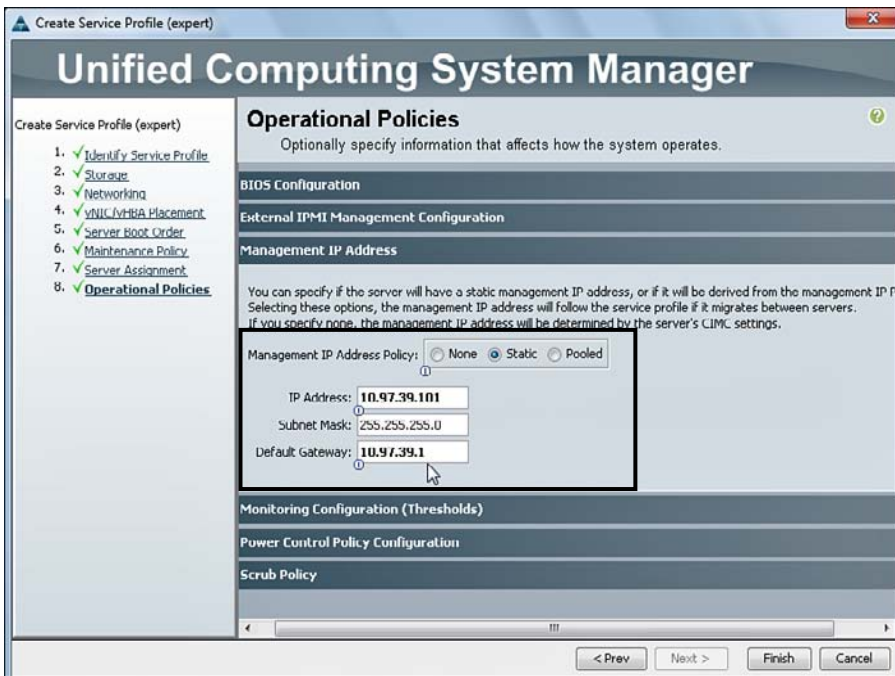 Create Service Profile (expert)
Unified Computing System Manager
Create Service Profile (expert)
1. Identify Service Profile
2. Storage
3. Networking
4. vNIC/vHBA Placement
5. Server Boot Order
6. Maintenance Policy
7. Server Assignment
8. Operational Policies
Operational Policies
Optionally specify information that affects how the system operates.
BIOS Configuration
External IPMI Management Configuration
Management IP Address
You can specify if the server will have a static management IP address, or if it will be derived from the management IP
Selecting these options, the management IP address will follow the service profile if it migrates between servers.
If you specify none, the management IP address will be determined by the server's CIMC settings.
Management IP Address Policy: None Static Pooled
IP Address: 10.97.39.101
Subnet Mask: 255.255.255.0
Default Gateway: 10.97.39.1
Monitoring Configuration (Thresholds)
Power Control Policy Configuration
Scrub Policy
< Prev Next > Finish Cancel